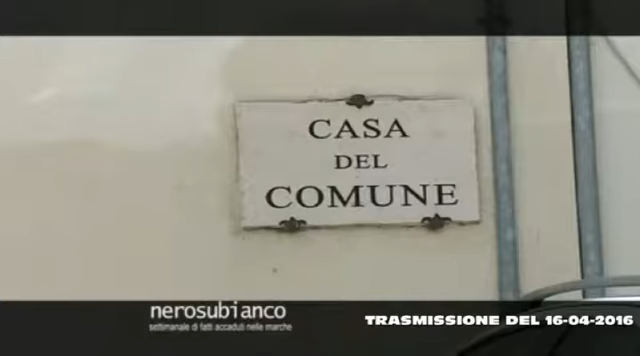 CASA
DEL
COMUNE
nerosubianco
settimanale di fatti accaduti nelle marche
TRASMISSIONE DEL 16-04-2016